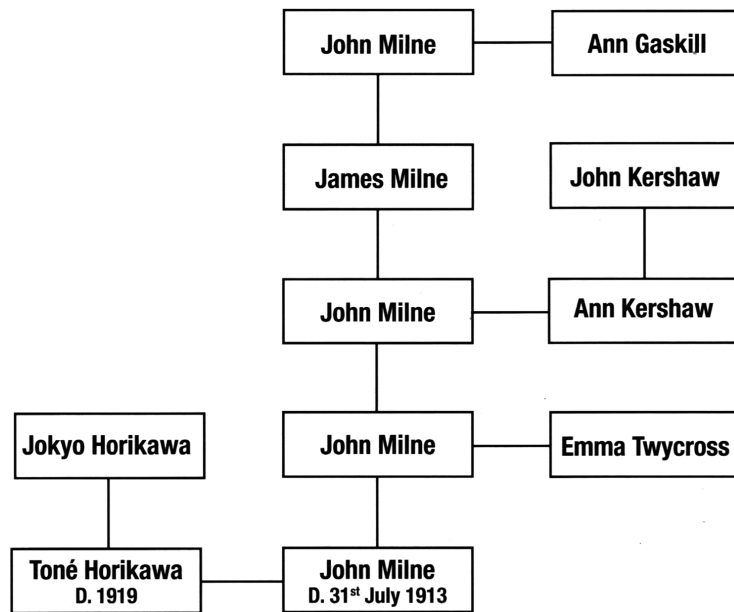 John Milne
Ann Gaskill
James Milne
John Kershaw
John Milne
Ann Kershaw
Jokyo Horikawa
John Milne
Emma Twycross
Toné Horikawa
D. 1919
John Milne
D. 31st July 1913